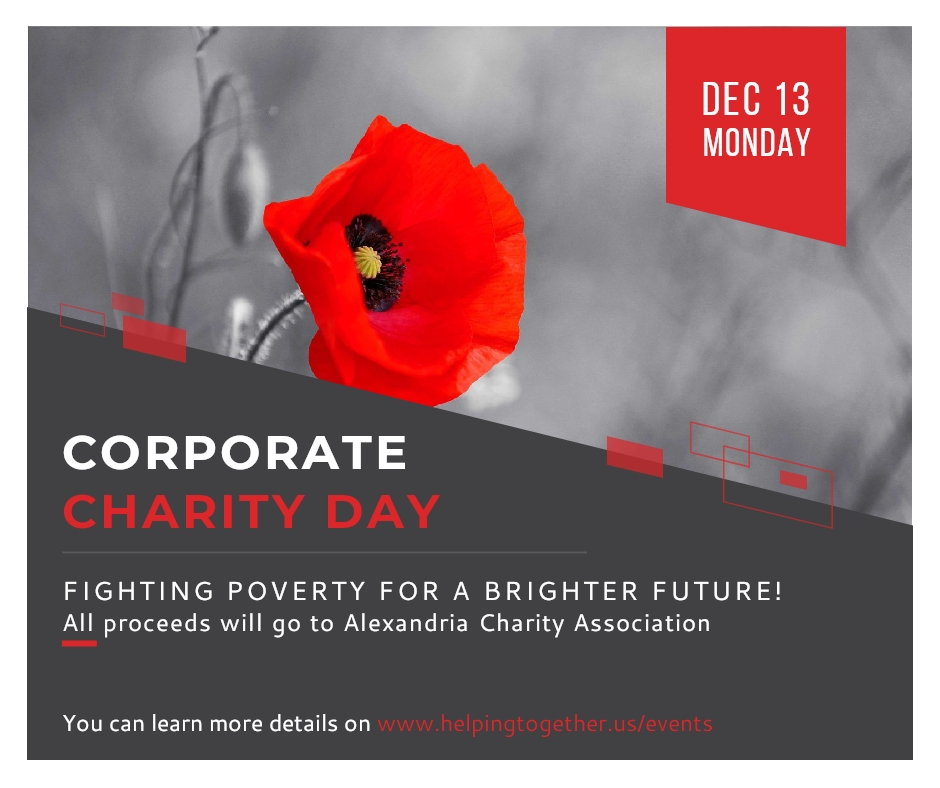 DEC 13
MONDAY
CORPORATE
CHARITY DAY
FIGHTING POVERTY FOR A BRIGHTER FUTURE!
All proceeds will go to Alexandria Charity Association
You can learn more details on www.helpingtogether.us/events